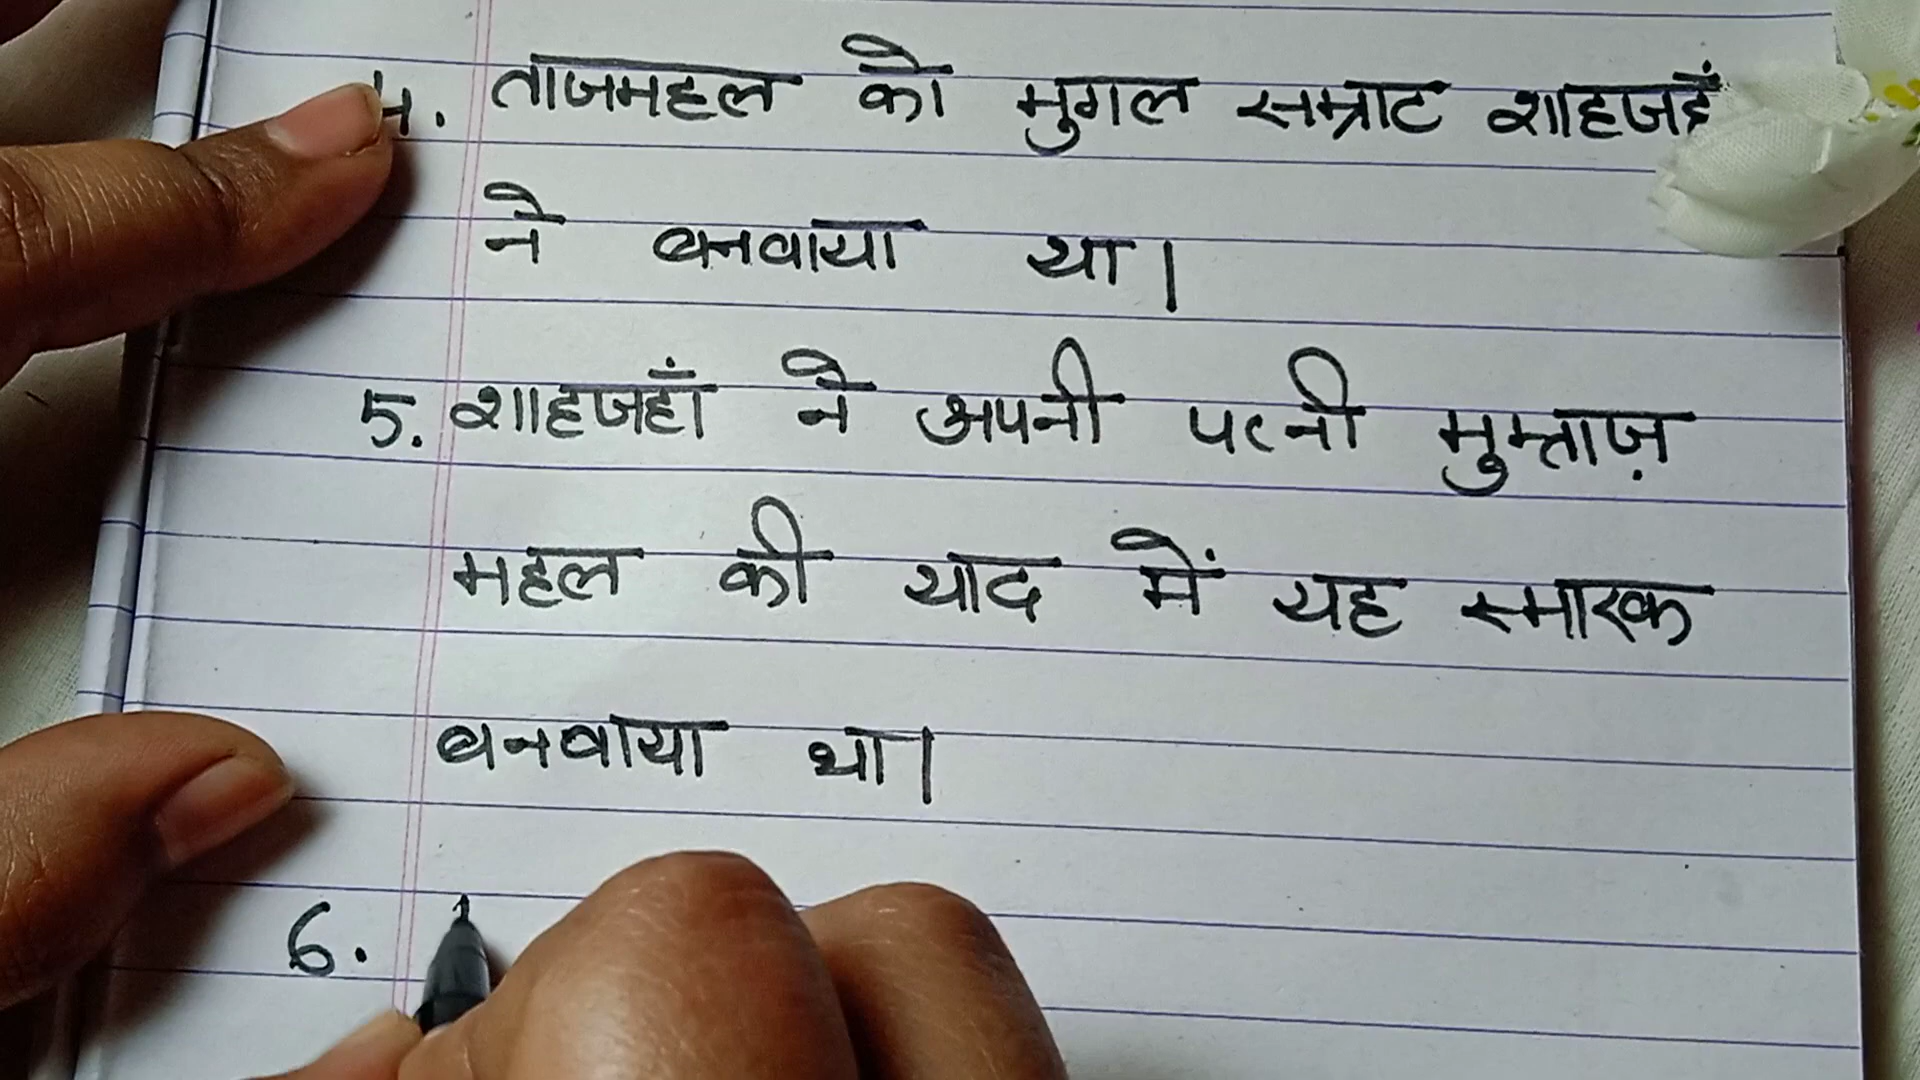 4. ताजमहल को मुगल सम्राट शाहजहाँ
ने बनवाया था।
5. शाहजहाँ ने अपनी पत्नी मुम्ताज़
महल की याद में यह स्मारक
बनवाया था।
6.